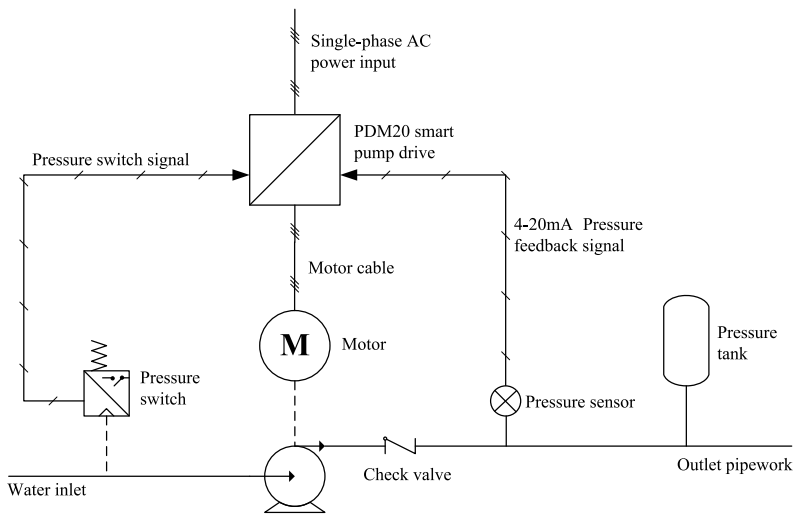 Single-phase AC
power input
PDM20 smart
pump drive
Pressure switch signal
4-20mA  Pressure
feedback signal
Motor cable
Pressure
tank
M
Motor
Pressure
switch
Pressure sensor
Check valve
Outlet pipework
Water inlet